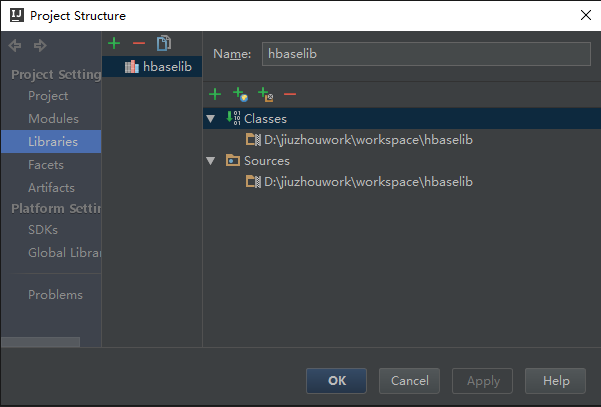 Project Structure
Project Setting
Project
Modules
Libraries
Facets
Artifacts
Platform Settin
SDKs
Global Librar
Problems
hbaselib
Name: hbaselib
Classes
D:\jiuzhouwork\workspace\hbaselib
Sources
D:\jiuzhouwork\workspace\hbaselib
OK
Cancel
Apply
Help